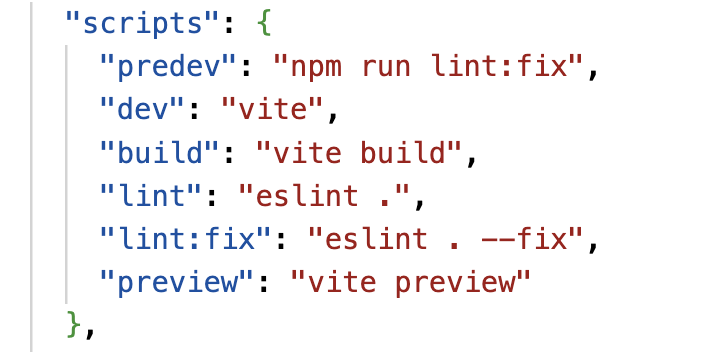 "scripts": {
"predev": "npm run lint:fix",
"dev": "vite",
"build": "vite build",
"lint": "eslint .",
"lint:fix": "eslint . --fix",
"preview": "vite preview"
},